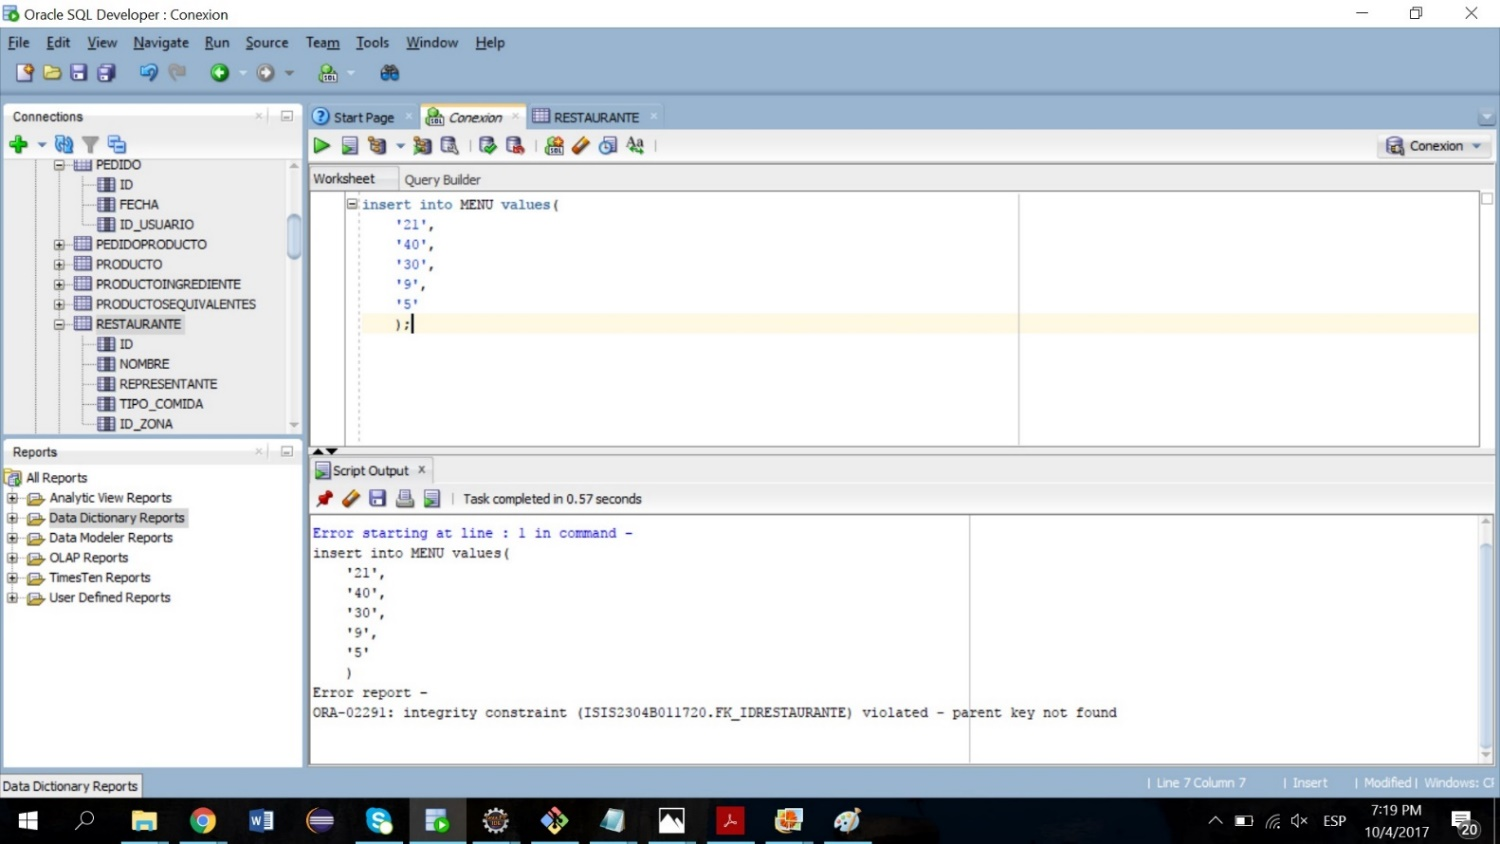 Oracle SQL Developer : Conexion
File Edit View Navigate Run Source Team Tools Window Help
Connections
Start Page
Conexion
RESTAURANTE
Conexion
Worksheet
Query Builder
PEDIDO
ID
FECHA
ID_USUARIO
PEDIDOPRODUCTO
PRODUCTO
PRODUCTOINGREDIENTE
PRODUCTOSEQUIVALENTES
RESTAURANTE
ID
NOMBRE
REPRESENTANTE
TIPO_COMIDA
ID_ZONA
insert into MENU values(
'21',
'40',
'30',
'9',
'5'
);
Reports
All Reports
Analytic View Reports
Data Dictionary Reports
Data Modeler Reports
OLAP Reports
TimesTen Reports
User Defined Reports
Script Output
Task completed in 0.57 seconds
Error starting at line : 1 in command -
insert into MENU values(
'21',
'40',
'30',
'9',
'5'
)
Error report -
ORA-02291: integrity constraint (ISIS2304B011720.FK_IDRESTAURANTE) violated - parent key not found
Data Dictionary Reports
| Line 7 Column 7 | Insert | Modified | Windows: CF
ESP
7:19 PM
10/4/2017
20